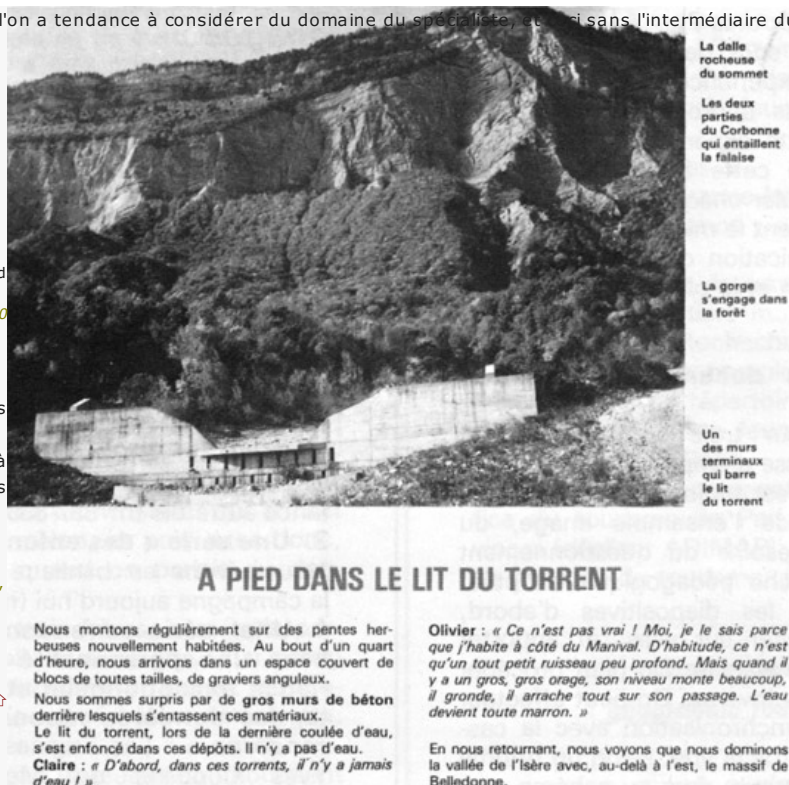 l'on a tendance à considérer du domaine du spécialiste, et ceci sans l'intermédiaire du
La dalle
rocheuse
du sommet
Les deux
parties
du Corbonne
qui entaillent
la falaise
La gorge
s'engage dans
la forêt
Un
des murs
terminaux
qui barre
le lit
du torrent
A PIED DANS LE LIT DU TORRENT
Nous montons régulièrement sur des pentes her-
beuses nouvellement habitées. Au bout d'un quart
d'heure, nous arrivons dans un espace couvert de
blocs de toutes tailles, de graviers anguleux.
Nous sommes surpris par de gros murs de béton
derrière lesquels s'entassent ces matériaux.
Le lit du torrent, lors de la dernière coulée d'eau,
s'est enfoncé dans ces dépôts. Il n'y a pas d'eau.
Claire : « D'abord, dans ces torrents, il n'y a jamais
d'eau ! »
Olivier : « Ce n'est pas vrai ! Moi, je le sais parce
que j'habite à côté du Manival. D'habitude, ce n'est
qu'un tout petit ruisseau peu profond. Mais quand il
y a un gros, gros orage, son niveau monte beaucoup,
il gronde, il arrache tout sur son passage. L'eau
devient toute marron. »
En nous retournant, nous voyons que nous dominons
la vallée de l'Isère avec, au-delà à l'est, le massif de
Belledonne.